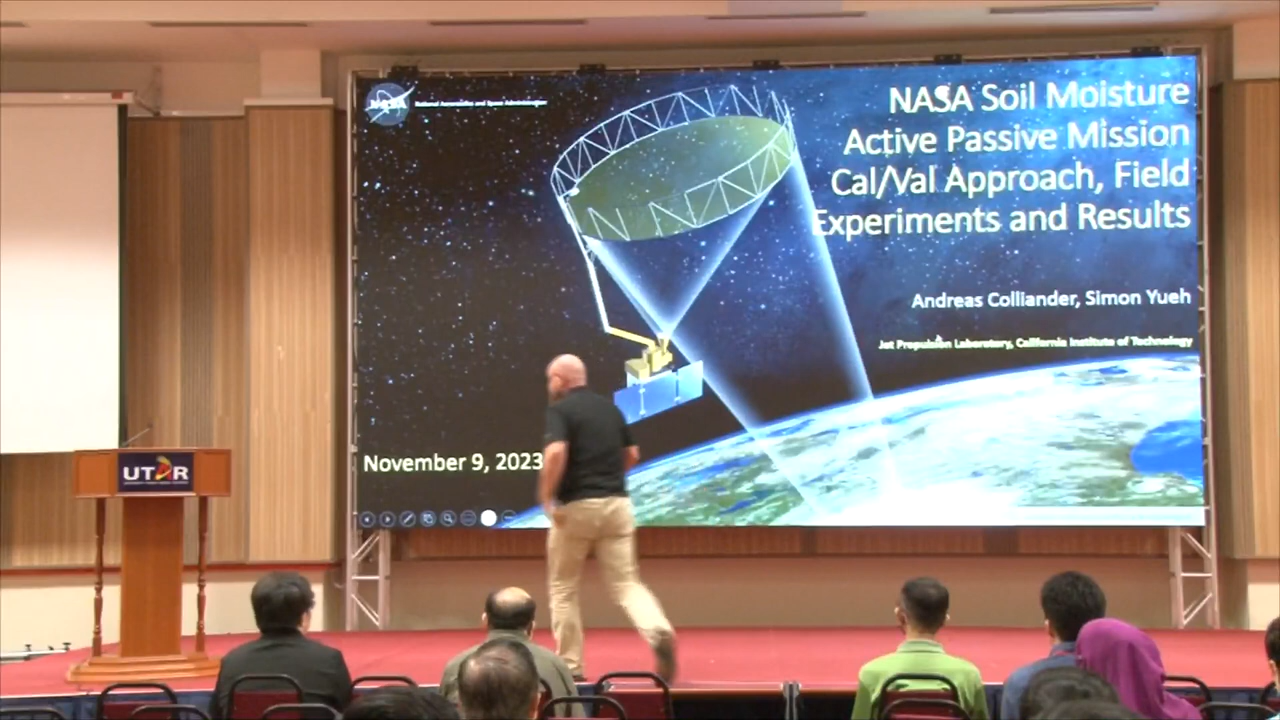 NASA
National Aeronautics and Space Administration
NASA Soil Moisture
Active Passive Mission
Cal/Val Approach, Field
Experiments and Results
Andreas Colliander, Simon Yueh
Jet Propulsion Laboratory, California Institute of Technology
November 9, 2023
UTAR